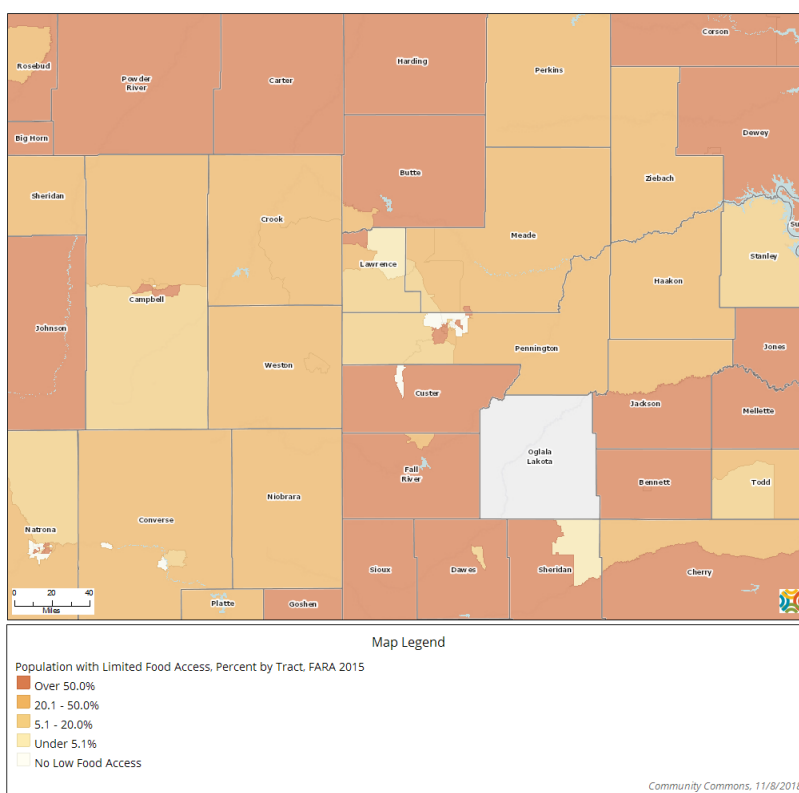 Corson
Harding
Rosebud
Perkins
Powder
River
Carter
Dewey
Big Horn
Butte
Ziebach
Sheridan
Crook
Su
Meade
Stanley
Lawrence
Haakon
Campbell
Johnson
Jones
Pennington
Weston
Custer
Jackson
Mellette
Oglala
Lakota
Fall
River
Bennett
Todd
Niobrara
Converse
Natrona
Sioux
Dawes
Sheridan
Cherry
0 20 40
Miles
Platte
Goshen
Map Legend
Population with Limited Food Access, Percent by Tract, FARA 2015
Over 50.0%
20.1 - 50.0%
5.1 - 20.0%
Under 5.1%
No Low Food Access
Community Commons, 11/8/2018